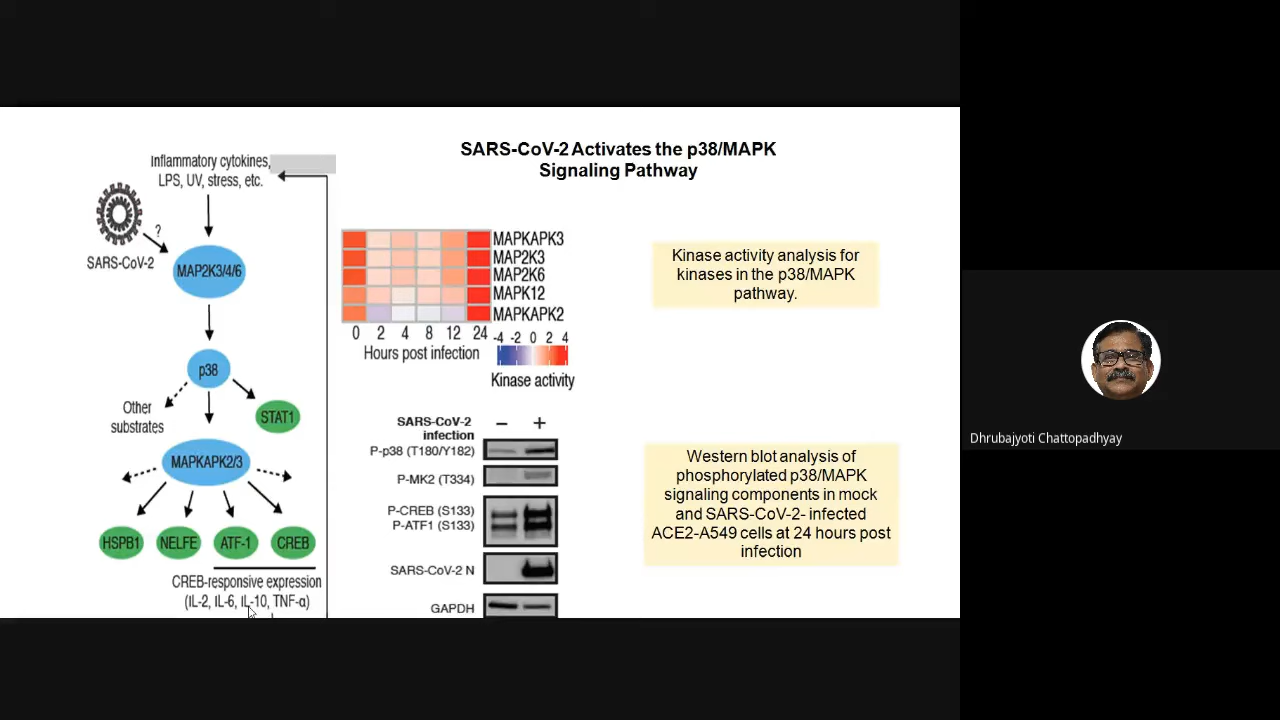 SARS-CoV-2 Activates the p38/MAPK
Signaling Pathway
Inflammatory cytokines,
LPS, UV, stress, etc.
?
SARS-CoV-2
MAP2K3/4/6
p38
Other
substrates
STAT1
MAPKAPK2/3
HSPB1
NELFE
ATF-1
CREB
CREB-responsive expression
(IL-2, IL-6, IL-10, TNF-α)
MAPKAPK3
MAP2K3
MAP2K6
MAPK12
MAPKAPK2
0 2 4 8 12 24
Hours post infection
-4 -2 0 2 4
Kinase activity
Kinase activity analysis for
kinases in the p38/MAPK
pathway.
SARS-CoV-2
infection
− +
P-p38 (T180/Y182)
P-MK2 (T334)
P-CREB (S133)
P-ATF1 (S133)
SARS-CoV-2 N
GAPDH
Western blot analysis of
phosphorylated p38/MAPK
signaling components in mock
and SARS-CoV-2- infected
ACE2-A549 cells at 24 hours post
infection
Dhrubajyoti Chattopadhyay